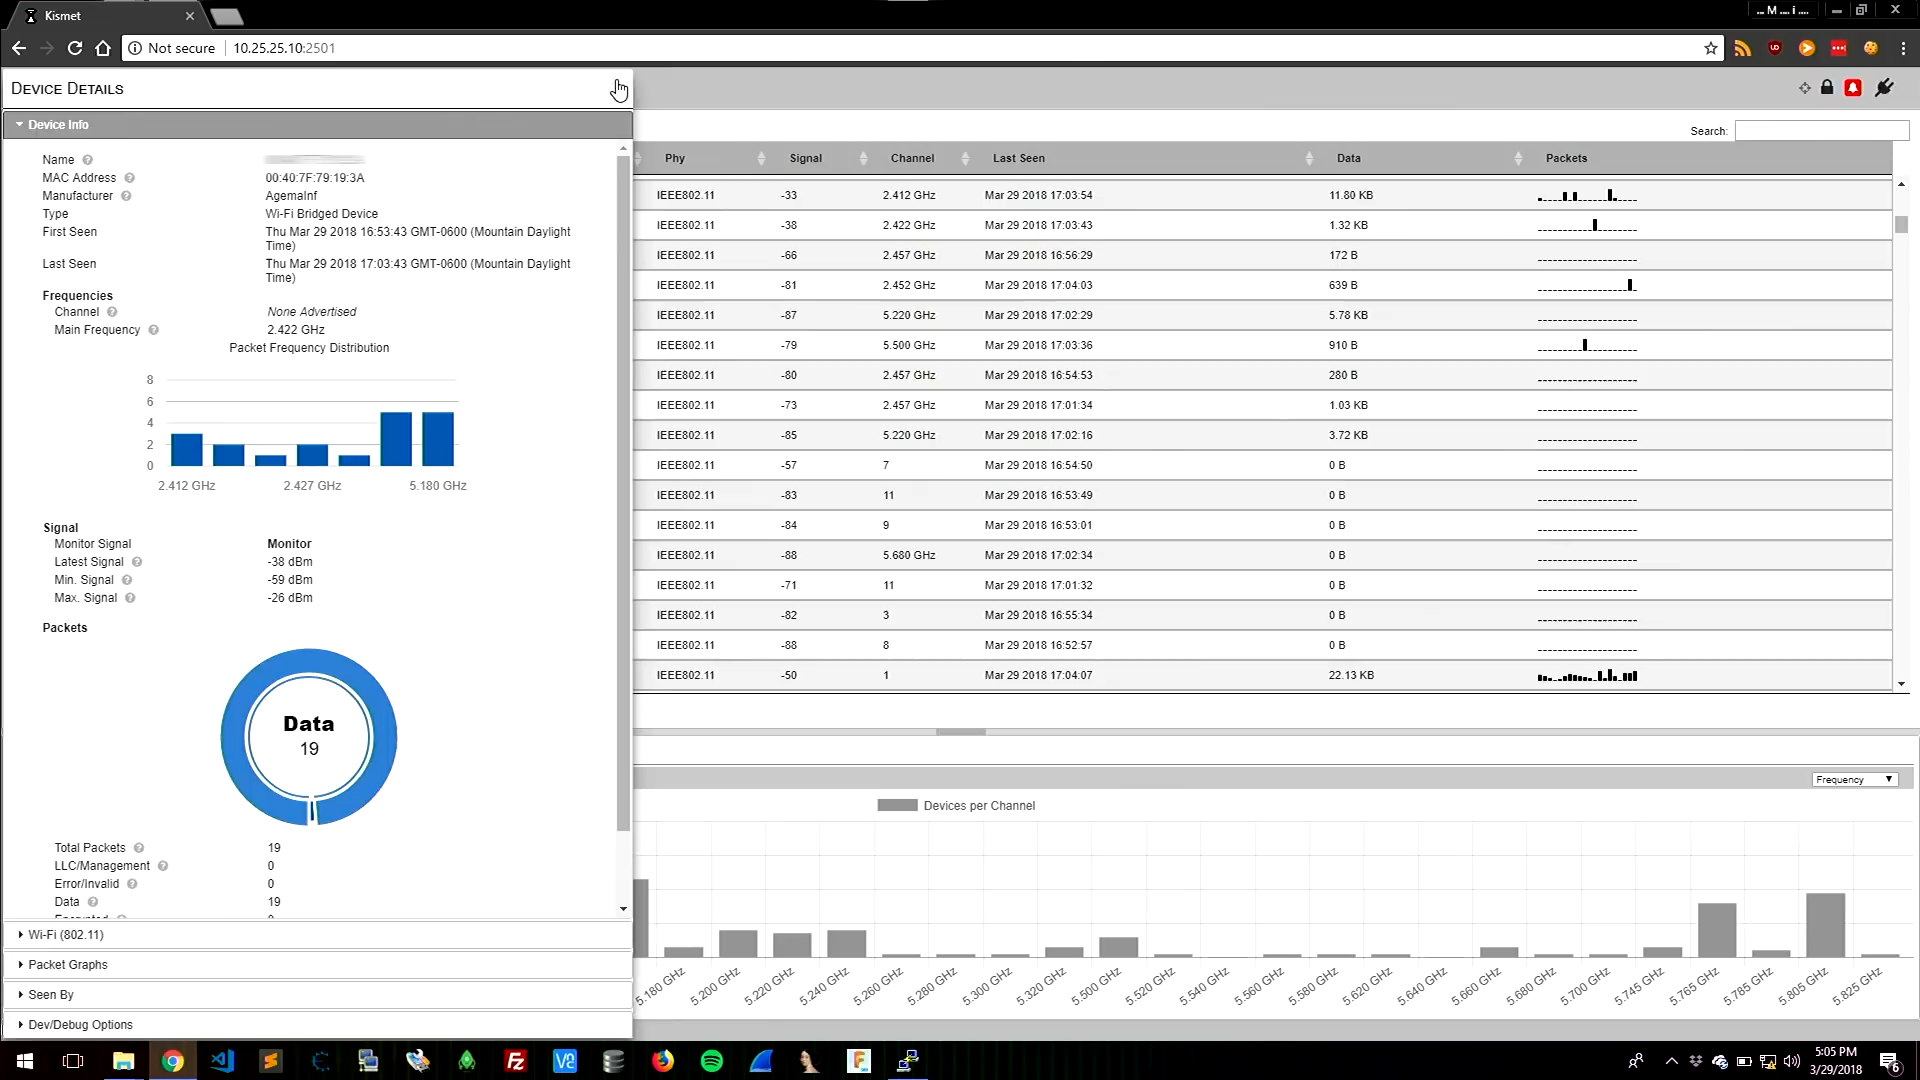 Kismet
Not secure 10.25.25.10:2501
DEVICE DETAILS
Device Info
Name
MAC Address 00:40:7F:79:19:3A
Manufacturer AgemaInf
Type Wi-Fi Bridged Device
First Seen Thu Mar 29 2018 16:53:43 GMT-0600 (Mountain Daylight
Time)
Last Seen Thu Mar 29 2018 17:03:43 GMT-0600 (Mountain Daylight
Time)
Frequencies
Channel None Advertised
Main Frequency 2.422 GHz
Packet Frequency Distribution
8
6
4
2
0
2.412 GHz 2.427 GHz 5.180 GHz
Signal
Monitor Signal Monitor
Latest Signal -38 dBm
Min. Signal -59 dBm
Max. Signal -26 dBm
Packets
Data
19
Total Packets 19
LLC/Management 0
Error/Invalid 0
Data 19
Wi-Fi (802.11)
Packet Graphs
Seen By
Dev/Debug Options
Search:
Phy Signal Channel Last Seen Data Packets
IEEE802.11 -33 2.412 GHz Mar 29 2018 17:03:54 11.80 KB
IEEE802.11 -38 2.422 GHz Mar 29 2018 17:03:43 1.32 KB
IEEE802.11 -66 2.457 GHz Mar 29 2018 16:56:29 172 B
IEEE802.11 -81 2.452 GHz Mar 29 2018 17:04:03 639 B
IEEE802.11 -87 5.220 GHz Mar 29 2018 17:02:29 5.78 KB
IEEE802.11 -79 5.500 GHz Mar 29 2018 17:03:36 910 B
IEEE802.11 -80 2.457 GHz Mar 29 2018 16:54:53 280 B
IEEE802.11 -73 2.457 GHz Mar 29 2018 17:01:34 1.03 KB
IEEE802.11 -85 5.220 GHz Mar 29 2018 17:02:16 3.72 KB
IEEE802.11 -57 7 Mar 29 2018 16:54:50 0 B
IEEE802.11 -83 11 Mar 29 2018 16:53:49 0 B
IEEE802.11 -84 9 Mar 29 2018 16:53:01 0 B
IEEE802.11 -88 5.680 GHz Mar 29 2018 17:02:34 0 B
IEEE802.11 -71 11 Mar 29 2018 17:01:32 0 B
IEEE802.11 -82 3 Mar 29 2018 16:55:34 0 B
IEEE802.11 -88 8 Mar 29 2018 16:52:57 0 B
IEEE802.11 -50 1 Mar 29 2018 17:04:07 22.13 KB
Frequency
Devices per Channel
5.180 GHz 5.200 GHz 5.220 GHz 5.240 GHz 5.260 GHz 5.280 GHz 5.300 GHz 5.320 GHz 5.500 GHz 5.520 GHz 5.540 GHz 5.560 GHz 5.580 GHz 5.620 GHz 5.640 GHz 5.660 GHz 5.680 GHz 5.700 GHz 5.745 GHz 5.765 GHz 5.785 GHz 5.805 GHz 5.825 GHz
5:05 PM
3/29/2018
6